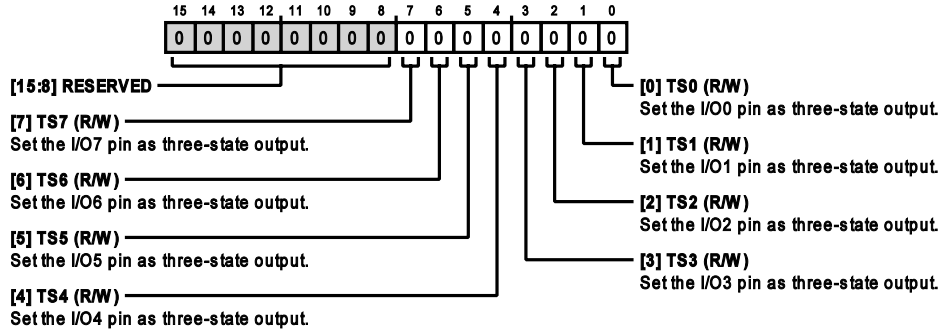 15 14 13 12 11 10 9 8 7 6 5 4 3 2 1 0
0 0 0 0 0 0 0 0 0 0 0 0 0 0 0 0
[15:8] RESERVED
[7] TS7 (R/W)
Set the I/O7 pin as three-state output.
[6] TS6 (R/W)
Set the I/O6 pin as three-state output.
[5] TS5 (R/W)
Set the I/O5 pin as three-state output.
[4] TS4 (R/W)
Set the I/O4 pin as three-state output.
[0] TS0 (R/W)
Set the I/O0 pin as three-state output.
[1] TS1 (R/W)
Set the I/O1 pin as three-state output.
[2] TS2 (R/W)
Set the I/O2 pin as three-state output.
[3] TS3 (R/W)
Set the I/O3 pin as three-state output.